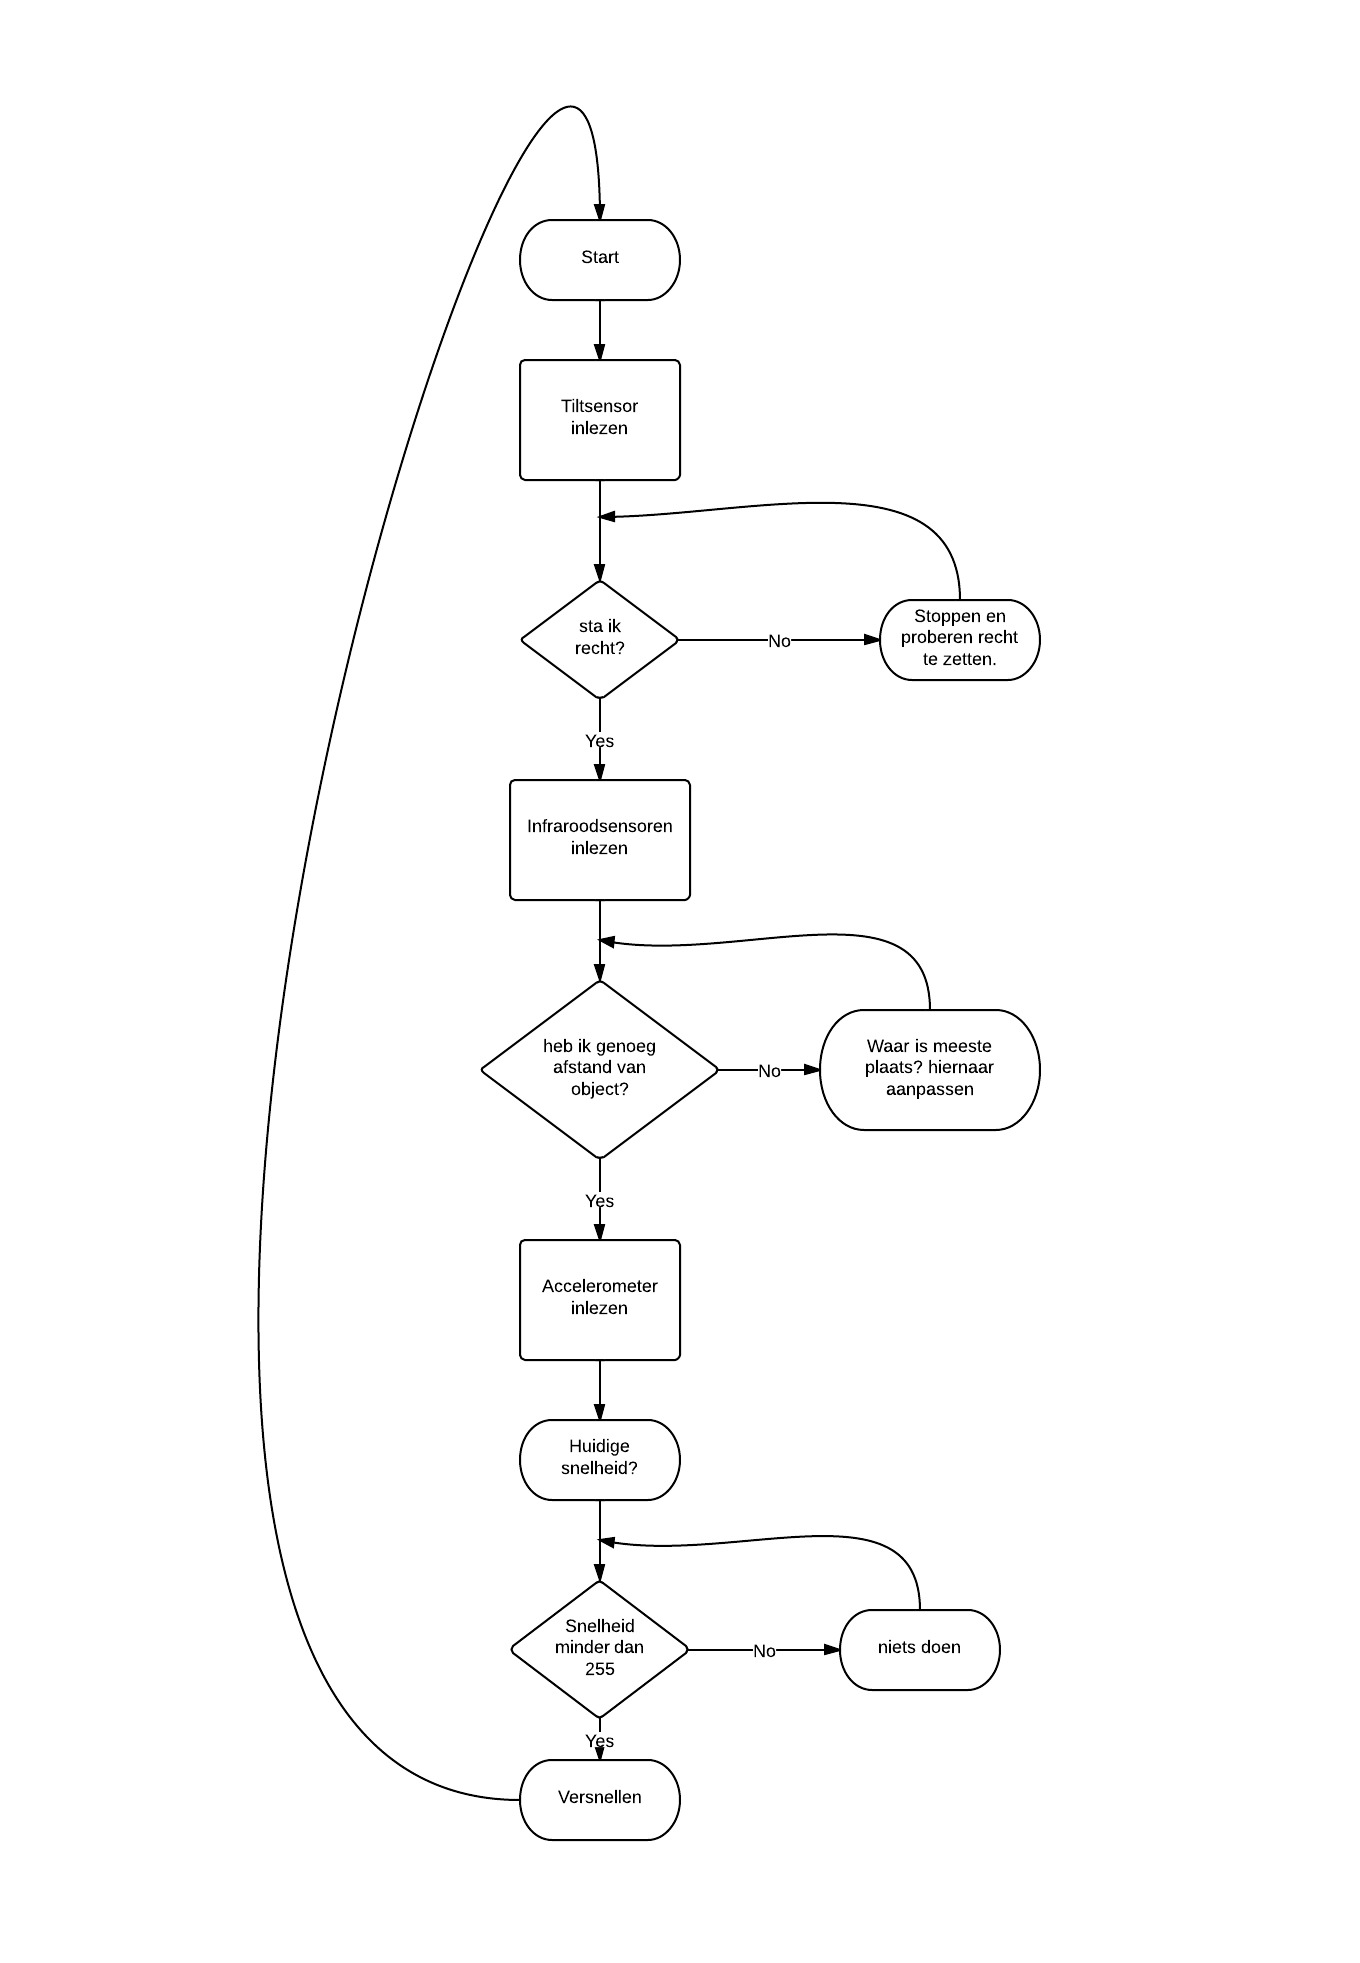 Start
Tiltsensor
inlezen
sta ik
recht?
No
Stoppen en
proberen recht
te zetten.
Yes
Infraroodsensoren
inlezen
heb ik genoeg
afstand van
object?
No
Waar is meeste
plaats? hiernaar
aanpassen
Yes
Accelerometer
inlezen
Huidige
snelheid?
Snelheid
minder dan
255
No
niets doen
Yes
Versnellen